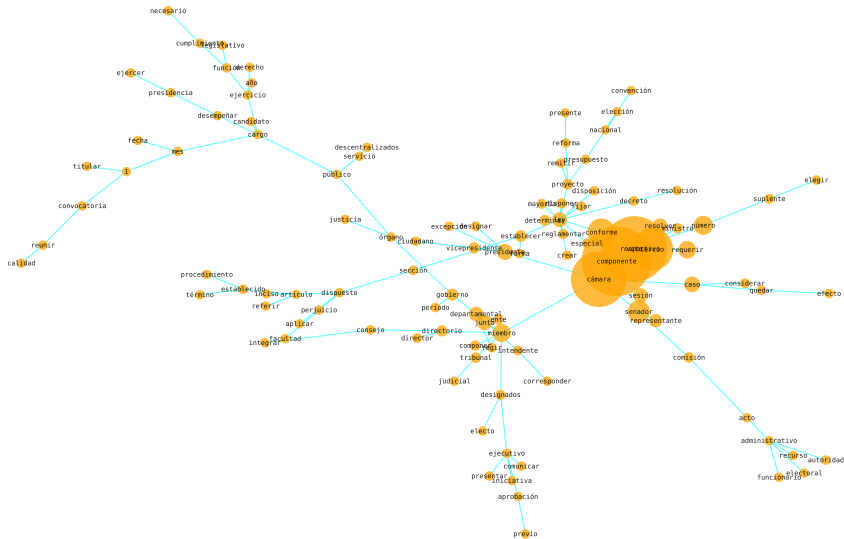 necesario
cumplimiento
legislativo
función
derecho
ejercer
año
presidencia
ejercicio
convención
desempeñar
candidato
presente
elección
cargo
nacional
fecha
reforma
mes
descentralizados
servicio
remitir
presupuesto
titular
1
público
proyecto
elegir
disposición
resolución
convocatoria
mayoría
disponer
decreto
suplente
fijar
justicia
determinar
ley
excepción
designar
resolver
ministro
número
reunir
órgano
ciudadano
establecer
reglamentar
conforme
especial
vicepresidente
presidente
forma
crear
requerir
calidad
componente
sección
procedimiento
cámara
establecido
inciso
artículo
dispuesto
gobierno
sesión
caso
considerar
quedar
efecto
término
referir
período
perjuicio
departamental
senador
junta
representante
aplicar
consejo
directorio
miembro
integrar
facultad
director
componer
regir
intendente
tribunal
comisión
judicial
corresponder
designados
acto
electo
administrativo
ejecutivo
recurso
autoridad
comunicar
presentar
iniciativa
funcionario
electoral
aprobación
previo